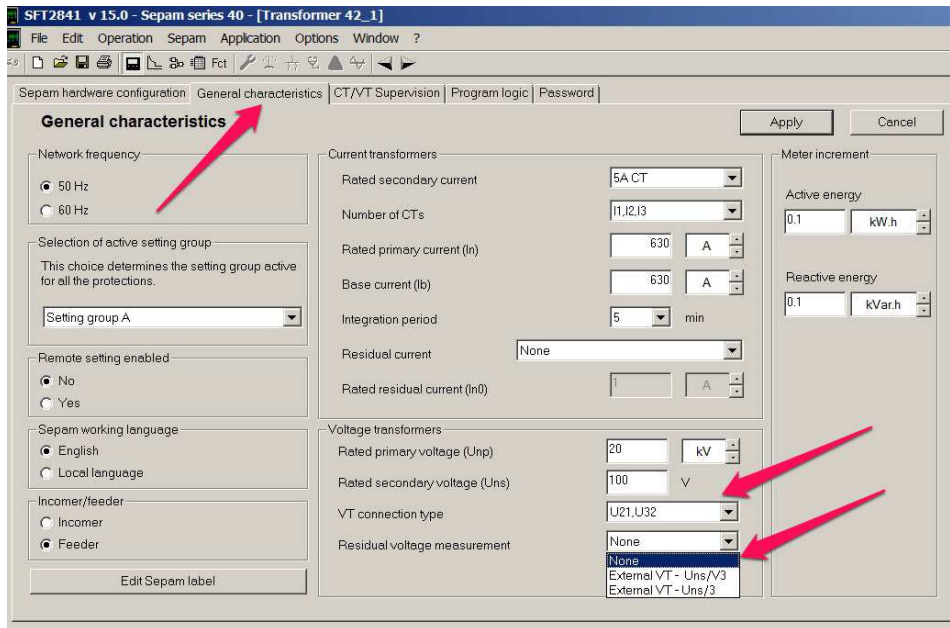 SFT2841 v 15.0 - Sepam series 40 - [Transformer 42_1]
File Edit Operation Sepam Application Options Window ?
Fct
Sepam hardware configuration General characteristics CT/VT Supervision Program logic Password
General characteristics
Apply Cancel
Network frequency
50 Hz
60 Hz
Selection of active setting group
This choice determines the setting group active
for all the protections.
Setting group A
Remote setting enabled
No
Yes
Sepam working language
English
Local language
Incomer/feeder
Incomer
Feeder
Edit Sepam label
Current transformers
Rated secondary current 5A CT
Number of CTs I1,I2,I3
Rated primary current (In) 630 A
Base current (Ib) 630 A
Integration period 5 min
Residual current None
Rated residual current (In0) 1 A
Voltage transformers
Rated primary voltage (Unp) 20 kV
Rated secondary voltage (Uns) 100 V
VT connection type U21,U32
Residual voltage measurement None
None
External VT - Uns/V3
External VT - Uns/3
Meter increment
Active energy
0.1 kW.h
Reactive energy
0.1 kVar.h